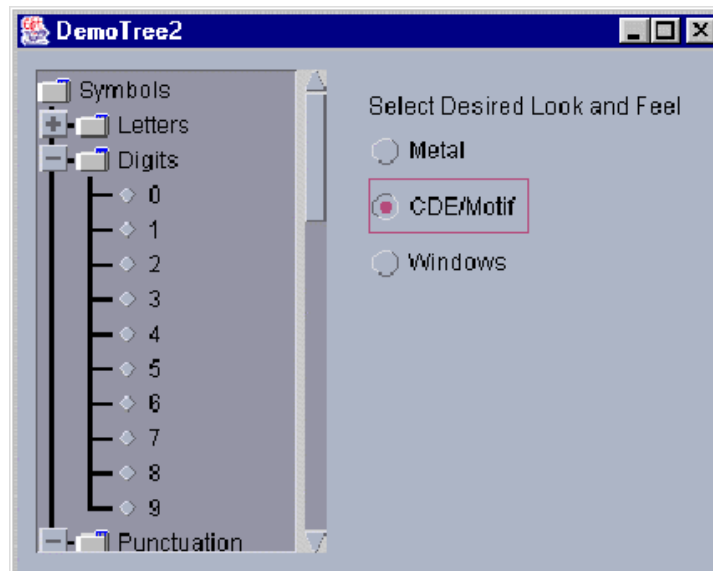 DemoTree2
Symbols
Letters
Digits
0
1
2
3
4
5
6
7
8
9
Punctuation
Select Desired Look and Feel
Metal
CDE/Motif
Windows